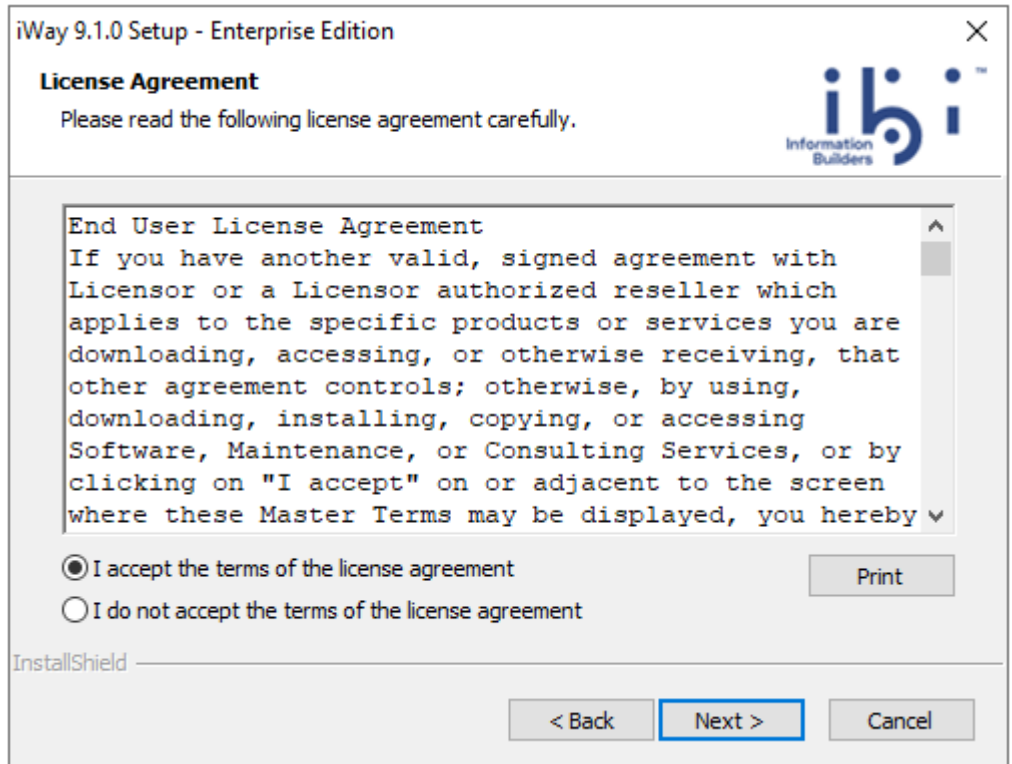 iWay 9.1.0 Setup - Enterprise Edition
License Agreement
Please read the following license agreement carefully.
ibi™
Information
Builders
End User License Agreement
If you have another valid, signed agreement with
Licensor or a Licensor authorized reseller which
applies to the specific products or services you are
downloading, accessing, or otherwise receiving, that
other agreement controls; otherwise, by using,
downloading, installing, copying, or accessing
Software, Maintenance, or Consulting Services, or by
clicking on "I accept" on or adjacent to the screen
where these Master Terms may be displayed, you hereby
I accept the terms of the license agreement
Print
I do not accept the terms of the license agreement
InstallShield
< Back
Next >
Cancel